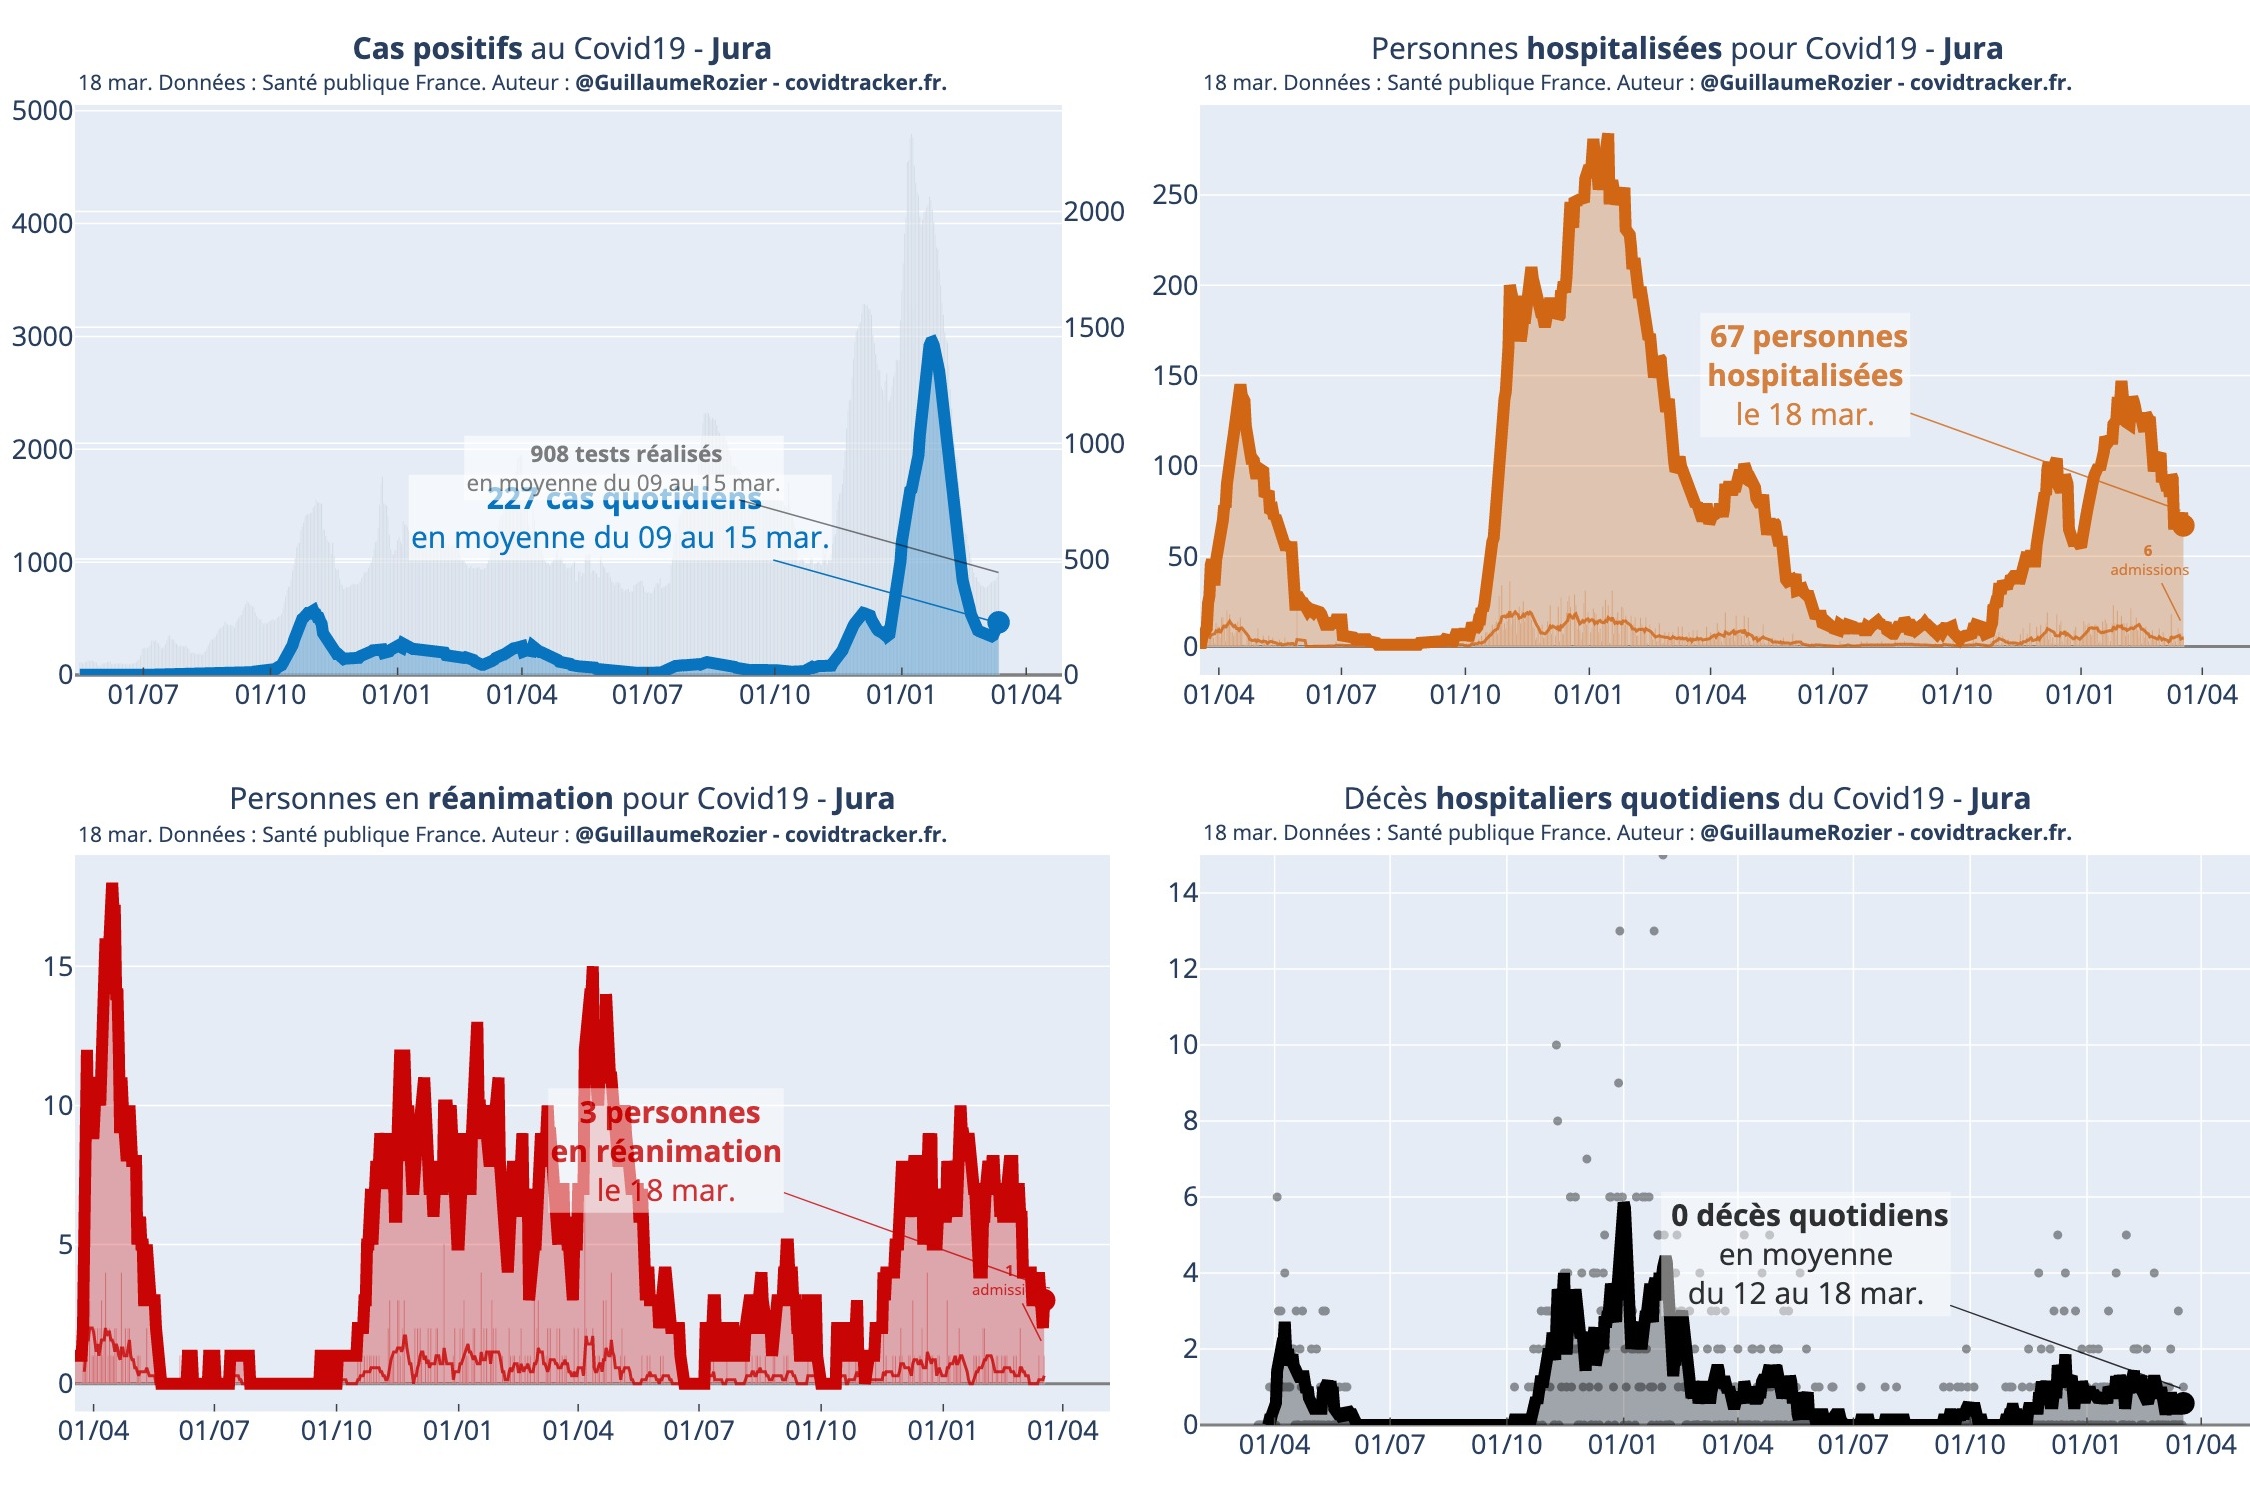 Cas positifs au Covid19 - Jura
18 mar. Données : Santé publique France. Auteur : @GuillaumeRozier - covidtracker.fr.
5000
4000
3000
2000
1000
0
2000
1500
1000
500
0
908 tests réalisés
en moyenne du 09 au 15 mar.
227 cas quotidiens
en moyenne du 09 au 15 mar.
01/07 01/10 01/01 01/04 01/07 01/10 01/01 01/04
Personnes hospitalisées pour Covid19 - Jura
18 mar. Données : Santé publique France. Auteur : @GuillaumeRozier - covidtracker.fr.
250
200
150
100
50
0
67 personnes
hospitalisées
le 18 mar.
6
admissions
01/04 01/07 01/10 01/01 01/04 01/07 01/10 01/01 01/04
Personnes en réanimation pour Covid19 - Jura
18 mar. Données : Santé publique France. Auteur : @GuillaumeRozier - covidtracker.fr.
15
10
5
0
3 personnes
en réanimation
le 18 mar.
1
01/04 01/07 01/10 01/01 01/04 01/07 01/10 01/01 01/04
Décès hospitaliers quotidiens du Covid19 - Jura
18 mar. Données : Santé publique France. Auteur : @GuillaumeRozier - covidtracker.fr.
14
12
10
8
6
4
2
0
0 décès quotidiens
en moyenne
du 12 au 18 mar.
01/04 01/07 01/10 01/01 01/04 01/07 01/10 01/01 01/04